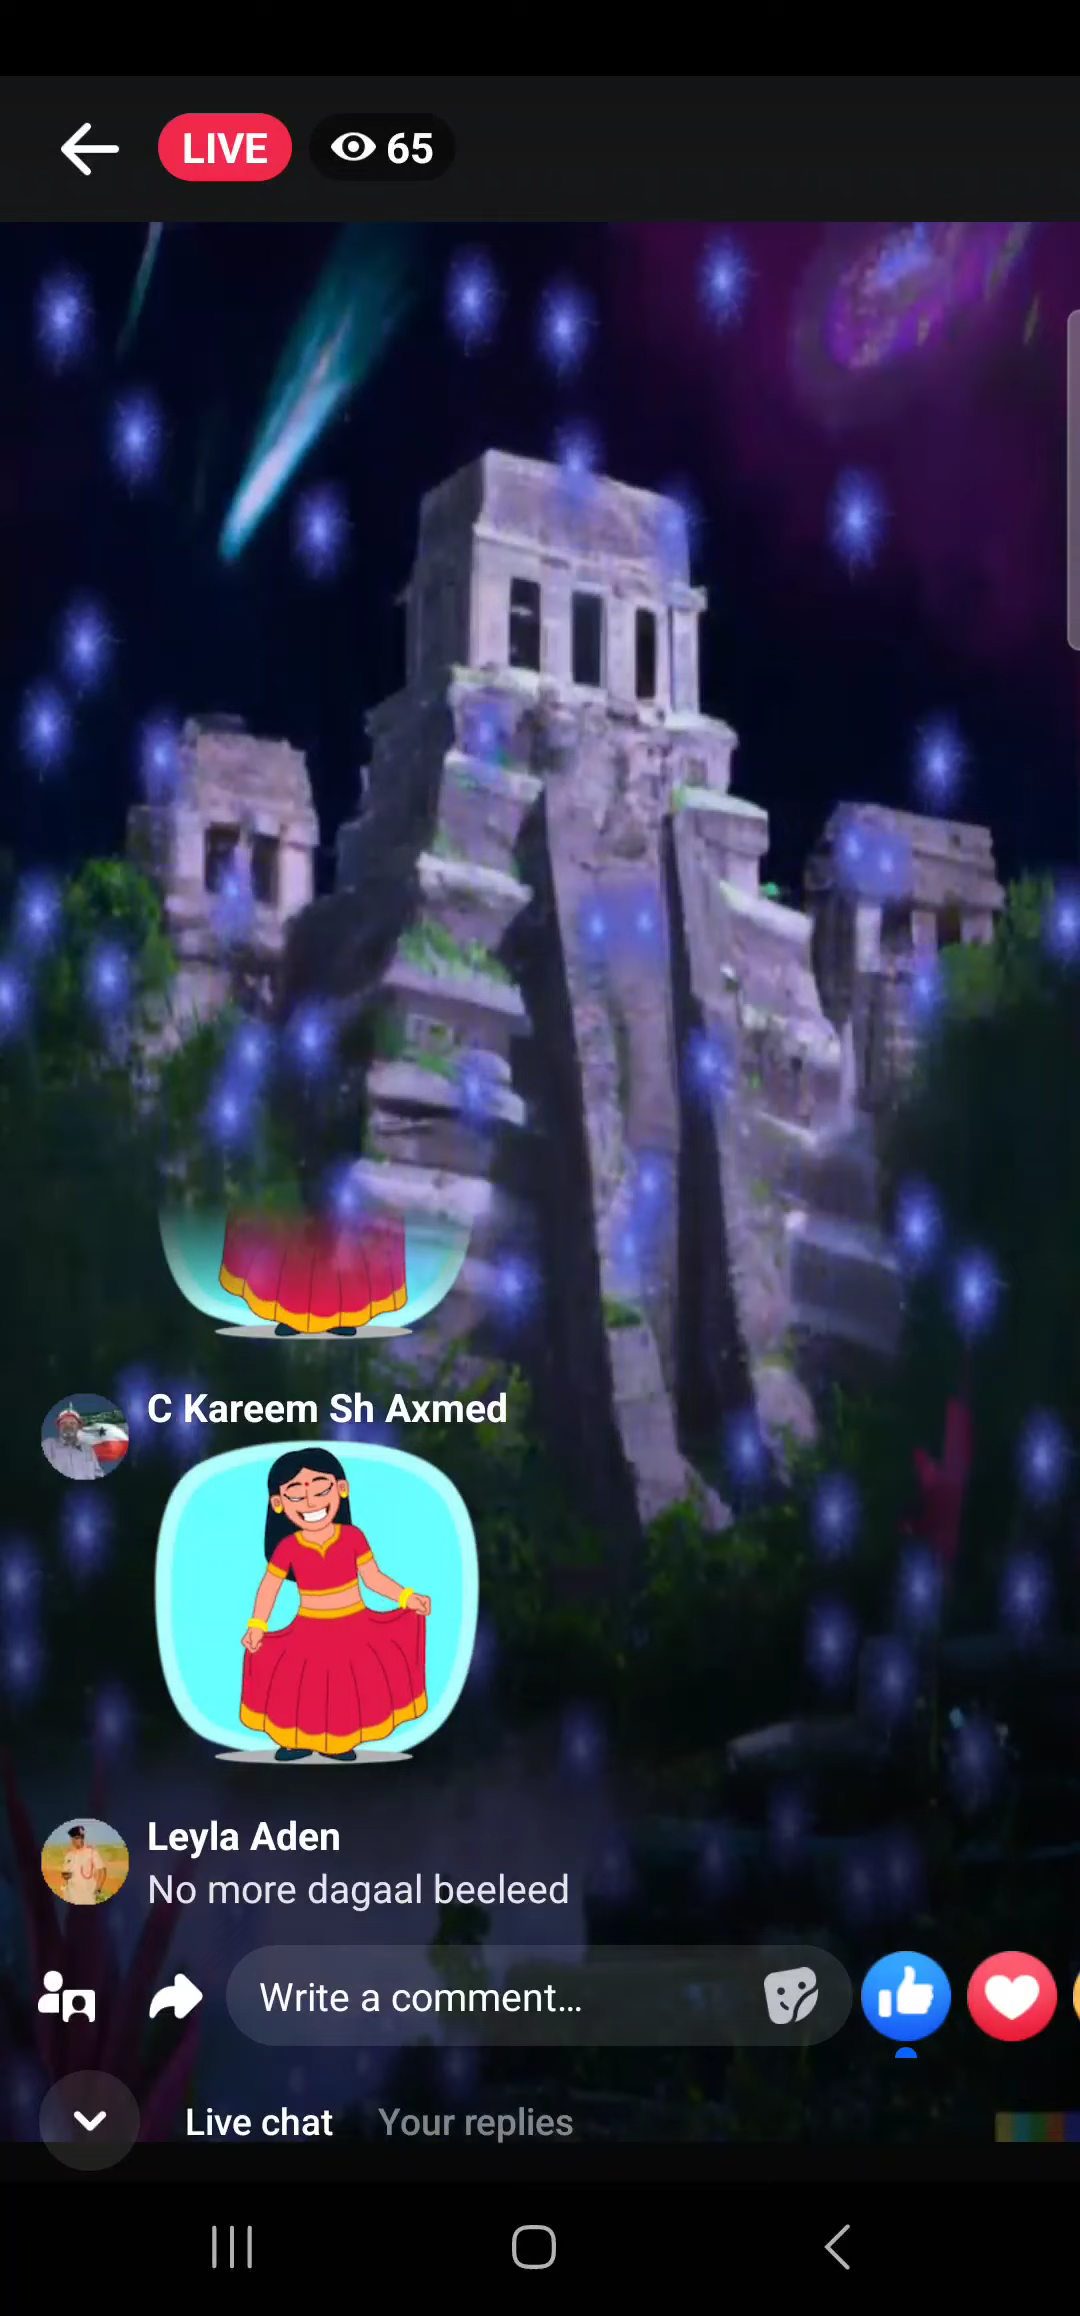 LIVE 65
C Kareem Sh Axmed
Leyla Aden
No more dagaal beeleed
Write a comment...
Live chat Your replies